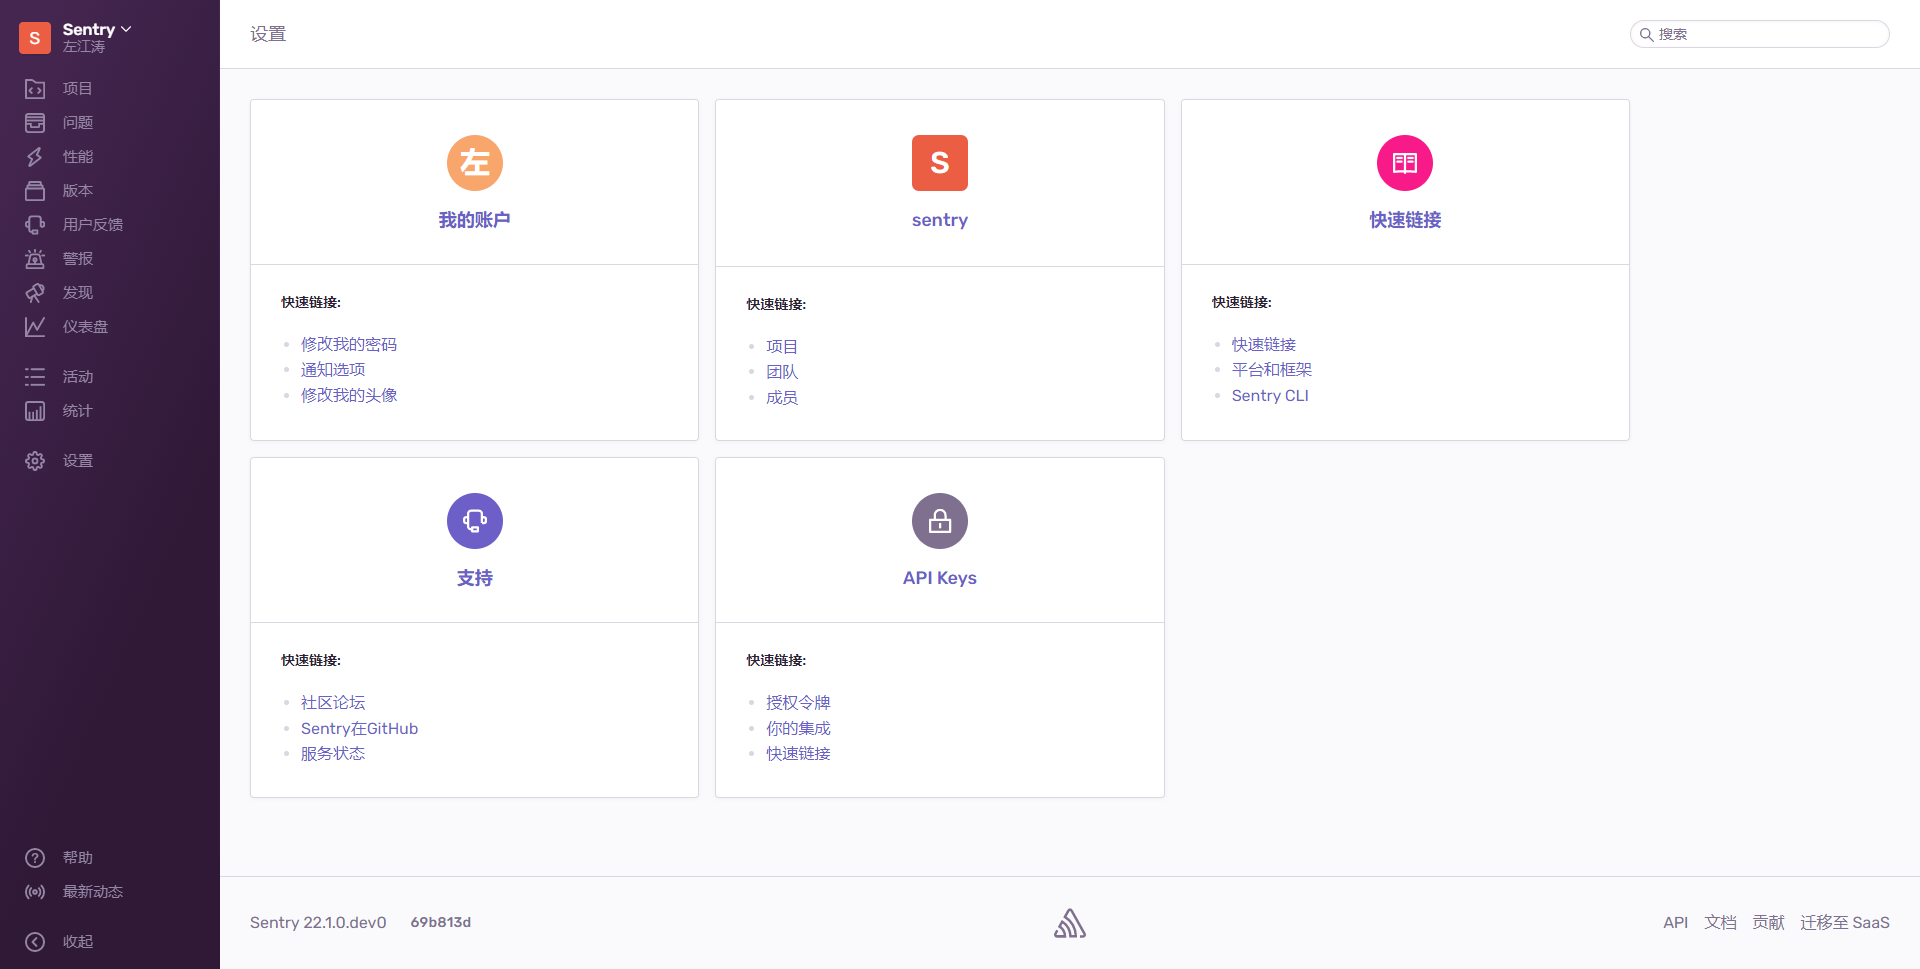 S
Sentry
左江涛
项目
问题
性能
版本
用户反馈
警报
发现
仪表盘
活动
统计
设置
帮助
最新动态
收起
设置
搜索
左
我的账户
快速链接:
修改我的密码
通知选项
修改我的头像
S
sentry
快速链接:
项目
团队
成员
快速链接
快速链接:
快速链接
平台和框架
Sentry CLI
支持
快速链接:
社区论坛
Sentry在GitHub
服务状态
API Keys
快速链接:
授权令牌
你的集成
快速链接
Sentry 22.1.0.dev0 69b813d
API 文档 贡献 迁移至 SaaS